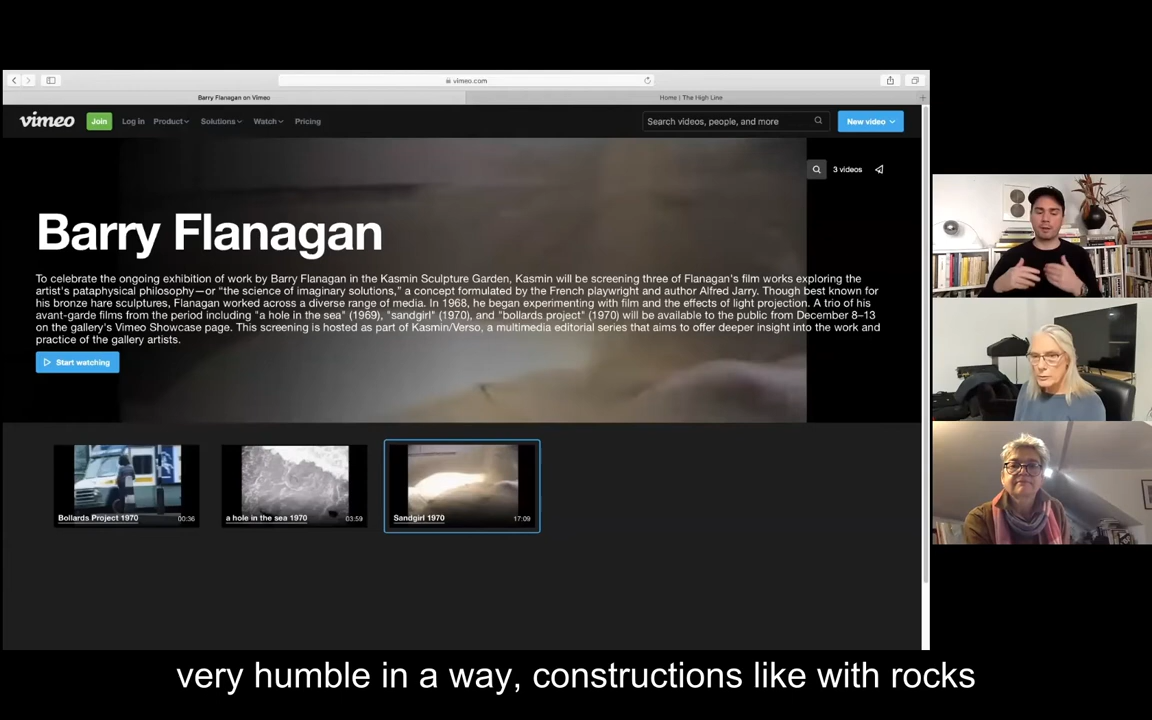 vimeo.com
Barry Flanagan on Vimeo
Home | The High Line
vimeo
Join
Log in
Product
Solutions
Watch
Pricing
Search videos, people, and more
New video
3 videos
Barry Flanagan
To celebrate the ongoing exhibition of work by Barry Flanagan in the Kasmin Sculpture Garden, Kasmin will be screening three of Flanagan's film works exploring the
artist's pataphysical philosophy—or "the science of imaginary solutions," a concept formulated by the French playwright and author Alfred Jarry. Though best known for
his bronze hare sculptures, Flanagan worked across a diverse range of media. In 1968, he began experimenting with film and the effects of light projection. A trio of his
avant-garde films from the period including "a hole in the sea" (1969), "sandgirl" (1970), and "bollards project" (1970) will be available to the public from December 8–13
on the gallery's Vimeo Showcase page. This screening is hosted as part of Kasmin/Verso, a multimedia editorial series that aims to offer deeper insight into the work and
practice of the gallery artists.
Start watching
Bollards Project 1970
00:36
a hole in the sea 1970
03:59
Sandgirl 1970
17:09
very humble in a way, constructions like with rocks